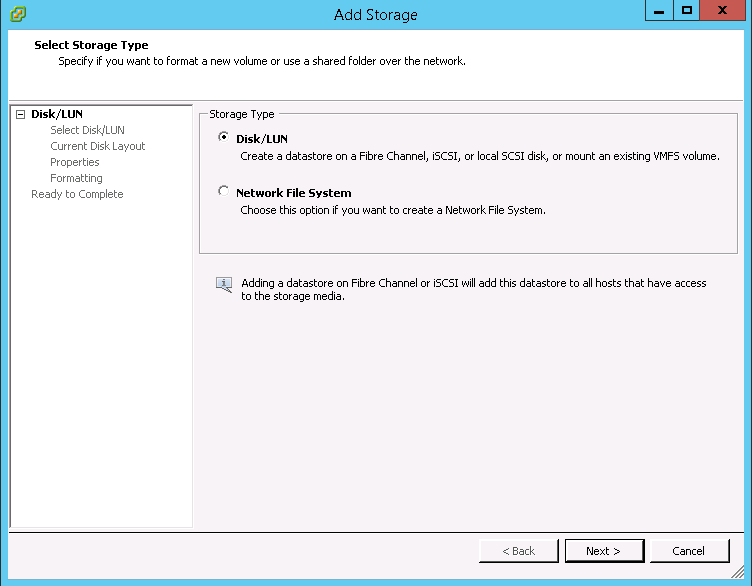 Add Storage
Select Storage Type
Specify if you want to format a new volume or use a shared folder over the network.
Disk/LUN
Select Disk/LUN
Current Disk Layout
Properties
Formatting
Ready to Complete
Storage Type
Disk/LUN
Create a datastore on a Fibre Channel, iSCSI, or local SCSI disk, or mount an existing VMFS volume.
Network File System
Choose this option if you want to create a Network File System.
Adding a datastore on Fibre Channel or iSCSI will add this datastore to all hosts that have access
to the storage media.
< Back
Next >
Cancel